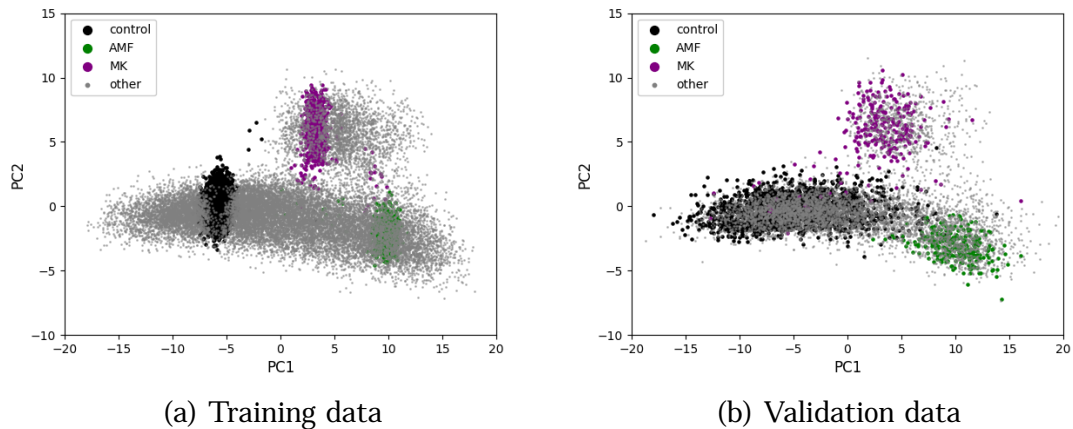 15
10
5
0
−5
−10
PC2
control
AMF
MK
other
−20 −15 −10 −5 0 5 10 15 20
PC1
(a) Training data
15
10
5
0
−5
−10
PC2
control
AMF
MK
other
−20 −15 −10 −5 0 5 10 15 20
PC1
(b) Validation data